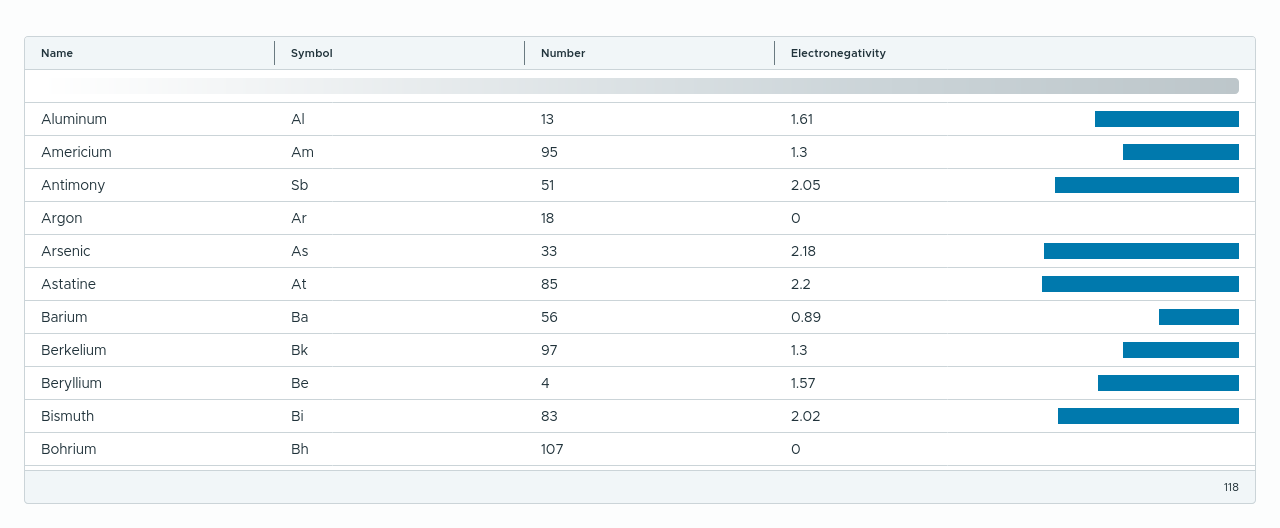 Name Symbol Number Electronegativity
Aluminum Al 13 1.61
Americium Am 95 1.3
Antimony Sb 51 2.05
Argon Ar 18 0
Arsenic As 33 2.18
Astatine At 85 2.2
Barium Ba 56 0.89
Berkelium Bk 97 1.3
Beryllium Be 4 1.57
Bismuth Bi 83 2.02
Bohrium Bh 107 0
118